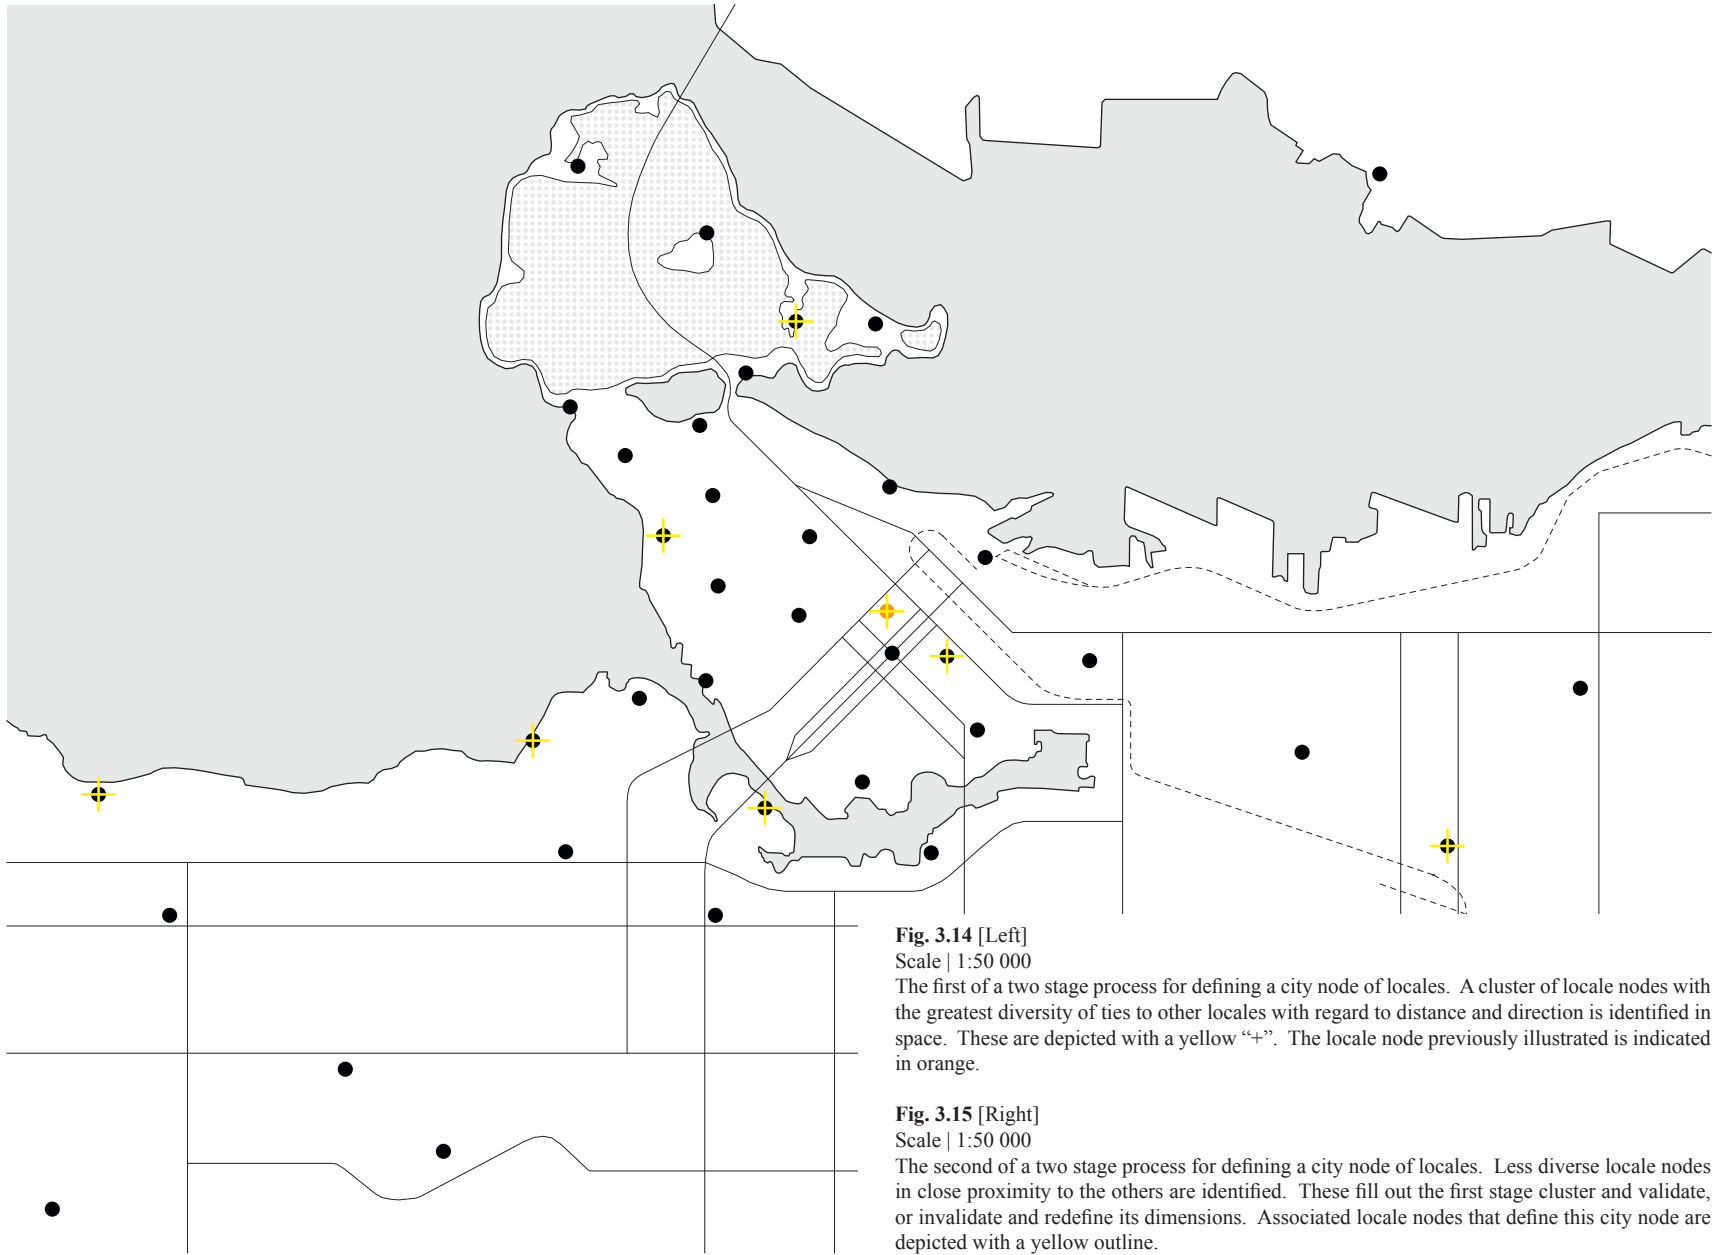 Fig. 3.14 [Left]
Scale | 1:50 000
The first of a two stage process for defining a city node of locales.  A cluster of locale nodes with
the greatest diversity of ties to other locales with regard to distance and direction is identified in
space.  These are depicted with a yellow “+”.  The locale node previously illustrated is indicated
in orange.
Fig. 3.15 [Right]
Scale | 1:50 000
The second of a two stage process for defining a city node of locales.  Less diverse locale nodes
in close proximity to the others are identified.  These fill out the first stage cluster and validate,
or invalidate and redefine its dimensions.  Associated locale nodes that define this city node are
depicted with a yellow outline.